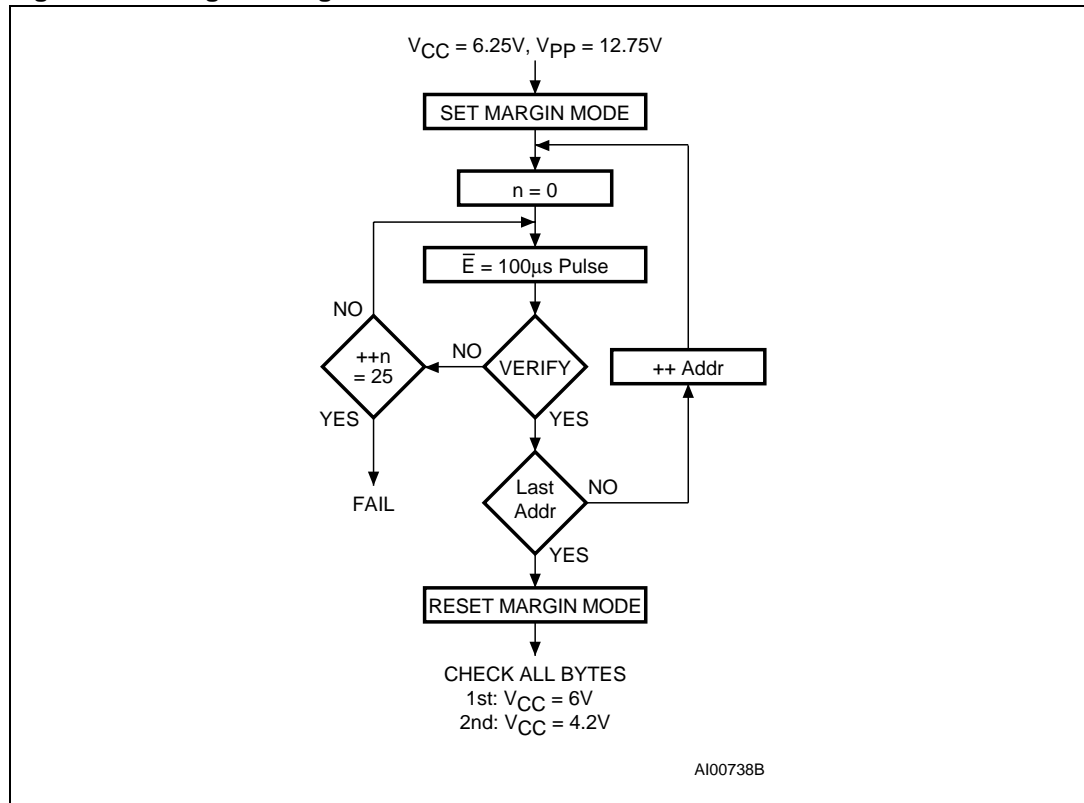 VCC = 6.25V, VPP = 12.75V
SET MARGIN MODE
n = 0
E̅ = 100µs Pulse
NO
++n
= 25
NO
VERIFY
++ Addr
YES
YES
FAIL
Last
Addr
NO
YES
RESET MARGIN MODE
CHECK ALL BYTES
1st: VCC = 6V
2nd: VCC = 4.2V
AI00738B